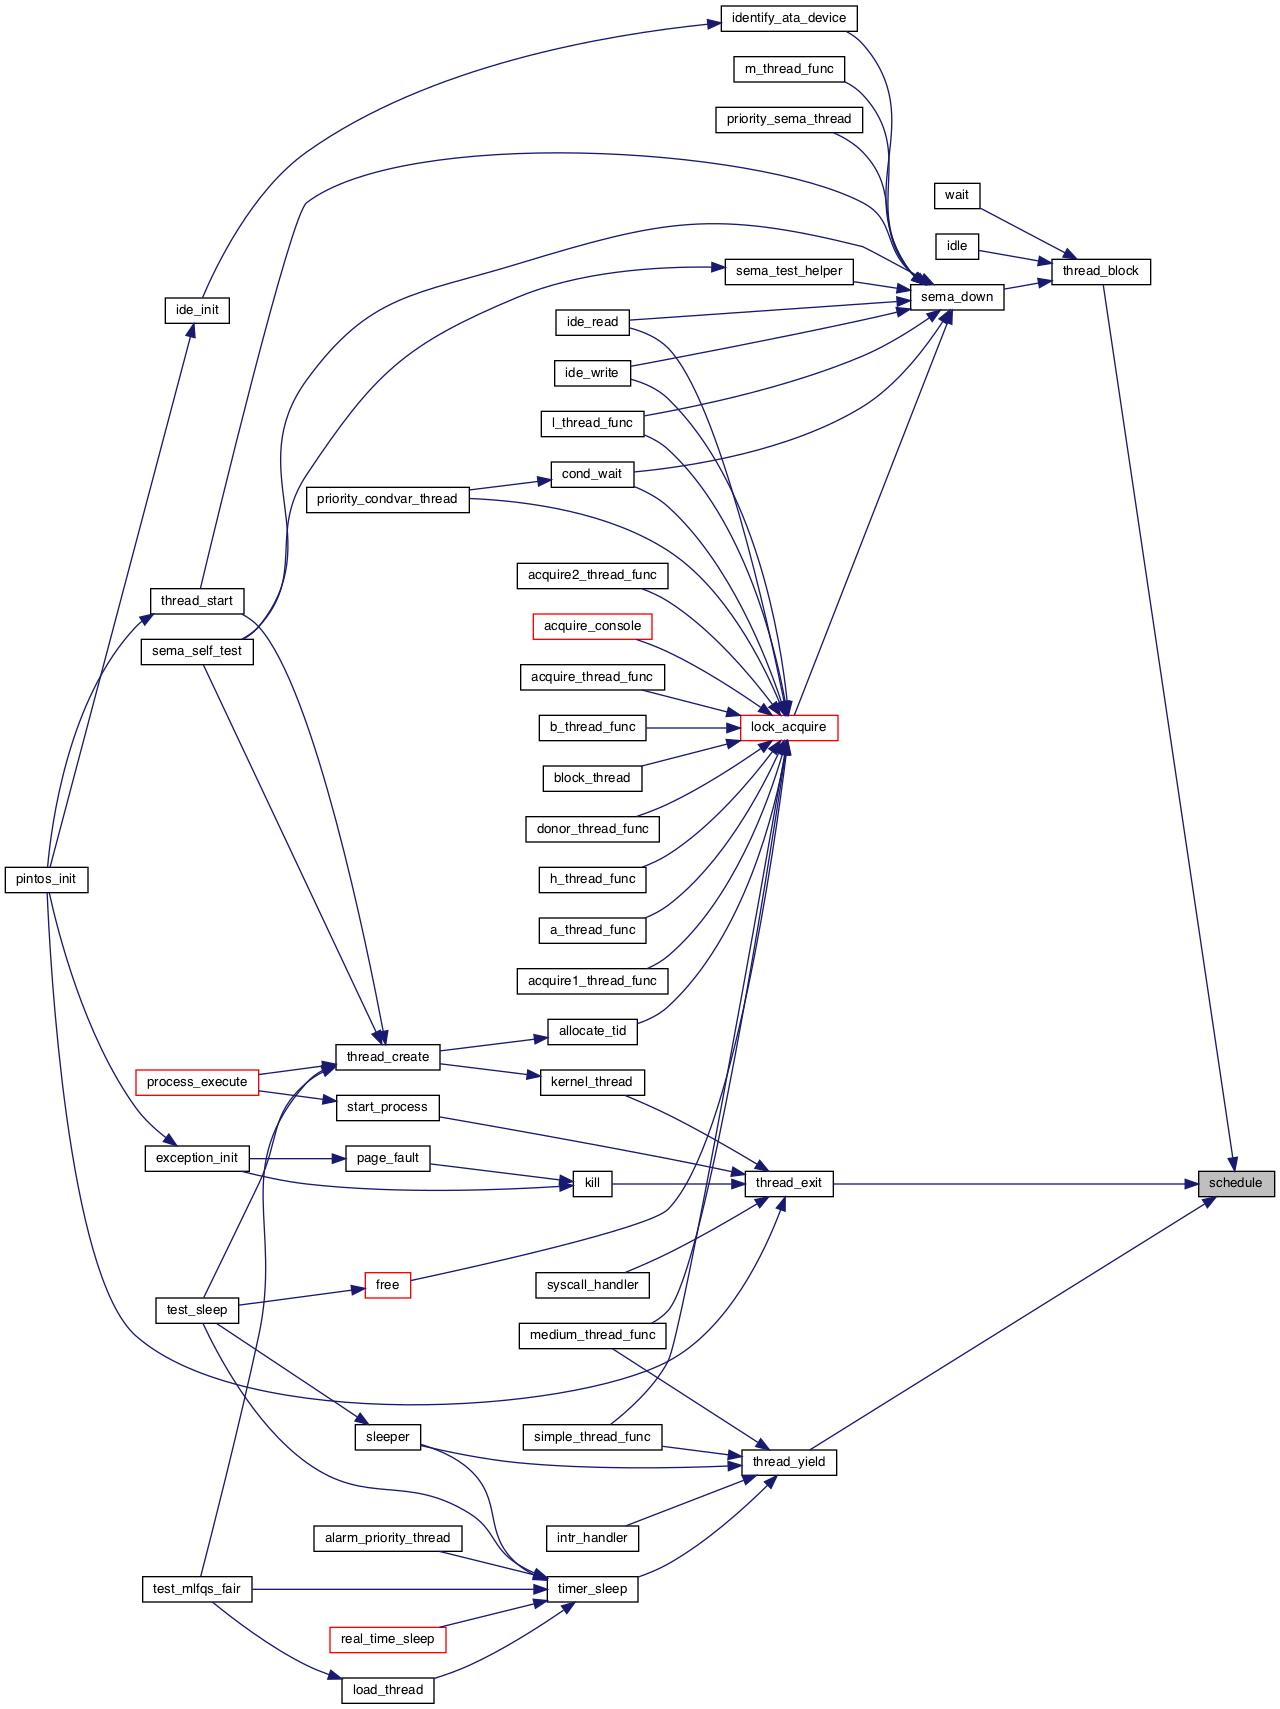 identify_ata_device
m_thread_func
priority_sema_thread
wait
idle
thread_block
sema_test_helper
sema_down
ide_init
ide_read
ide_write
l_thread_func
cond_wait
priority_condvar_thread
acquire2_thread_func
thread_start
acquire_console
sema_self_test
acquire_thread_func
lock_acquire
b_thread_func
block_thread
donor_thread_func
pintos_init
h_thread_func
a_thread_func
acquire1_thread_func
allocate_tid
thread_create
process_execute
kernel_thread
start_process
exception_init
page_fault
kill
thread_exit
schedule
free
syscall_handler
test_sleep
medium_thread_func
sleeper
simple_thread_func
thread_yield
alarm_priority_thread
intr_handler
test_mlfqs_fair
timer_sleep
real_time_sleep
load_thread